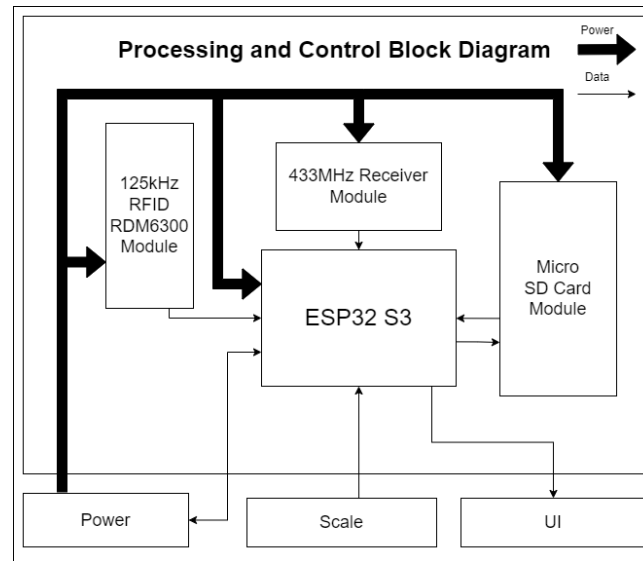 Processing and Control Block Diagram
Power
Data
125kHz
RFID
RDM6300
Module
433MHz Receiver
Module
Micro
SD Card
Module
ESP32 S3
Power
Scale
UI